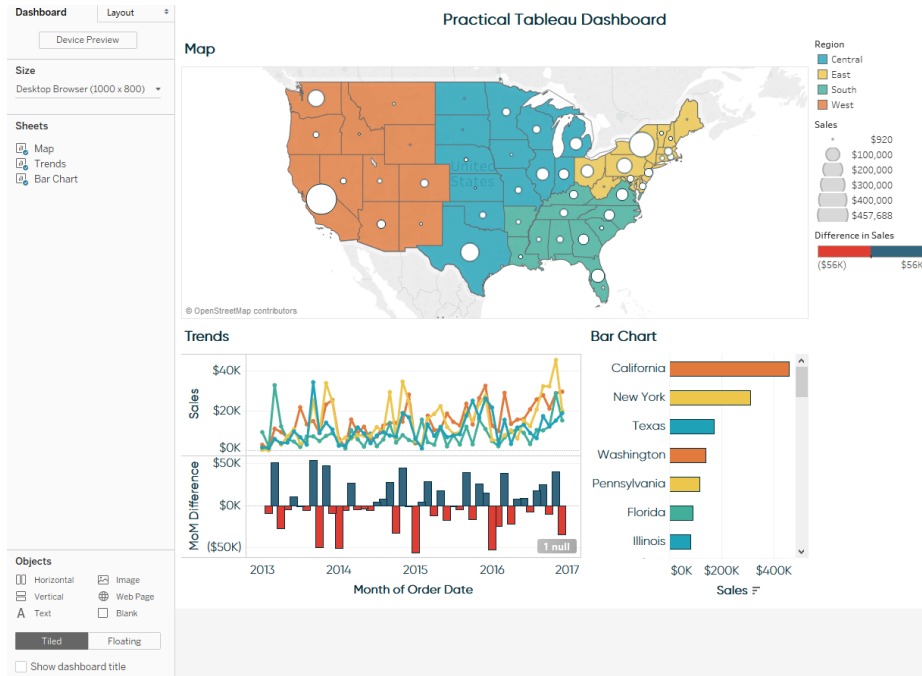 Dashboard
Layout
Device Preview
Size
Desktop Browser (1000 x 800)
Sheets
Map
Trends
Bar Chart
Objects
Horizontal
Image
Vertical
Web Page
Text
Blank
Tiled
Floating
Show dashboard title
Practical Tableau Dashboard
Map
United
States
© OpenStreetMap contributors
Region
Central
East
South
West
Sales
$920
$100,000
$200,000
$300,000
$400,000
$457,688
Difference in Sales
($56K)
$56K
Trends
Sales
$40K
$20K
$0K
MoM Difference
$50K
$0K
($50K)
1 null
2013
2014
2015
2016
2017
Month of Order Date
Bar Chart
California
New York
Texas
Washington
Pennsylvania
Florida
Illinois
$0K
$200K
$400K
Sales